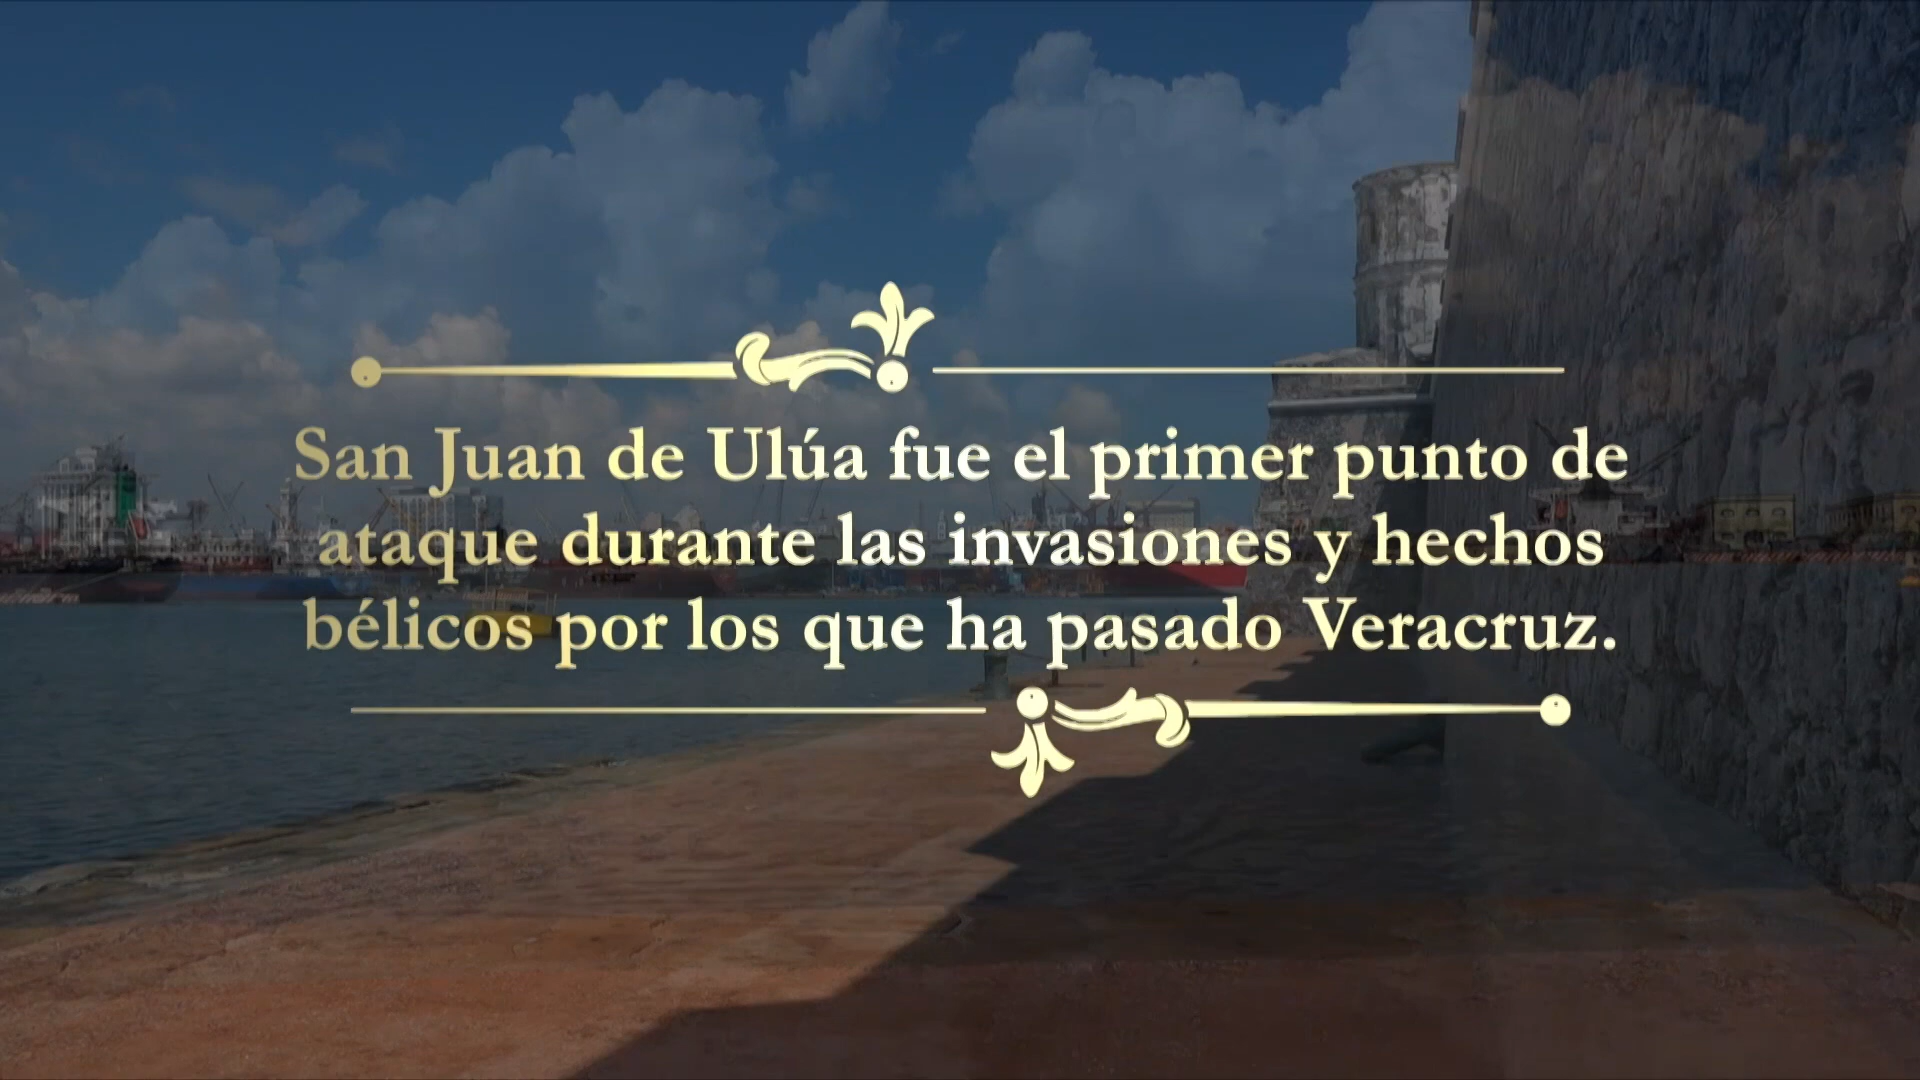 San Juan de Ulúa fue el primer punto de
ataque durante las invasiones y hechos
bélicos por los que ha pasado Veracruz.